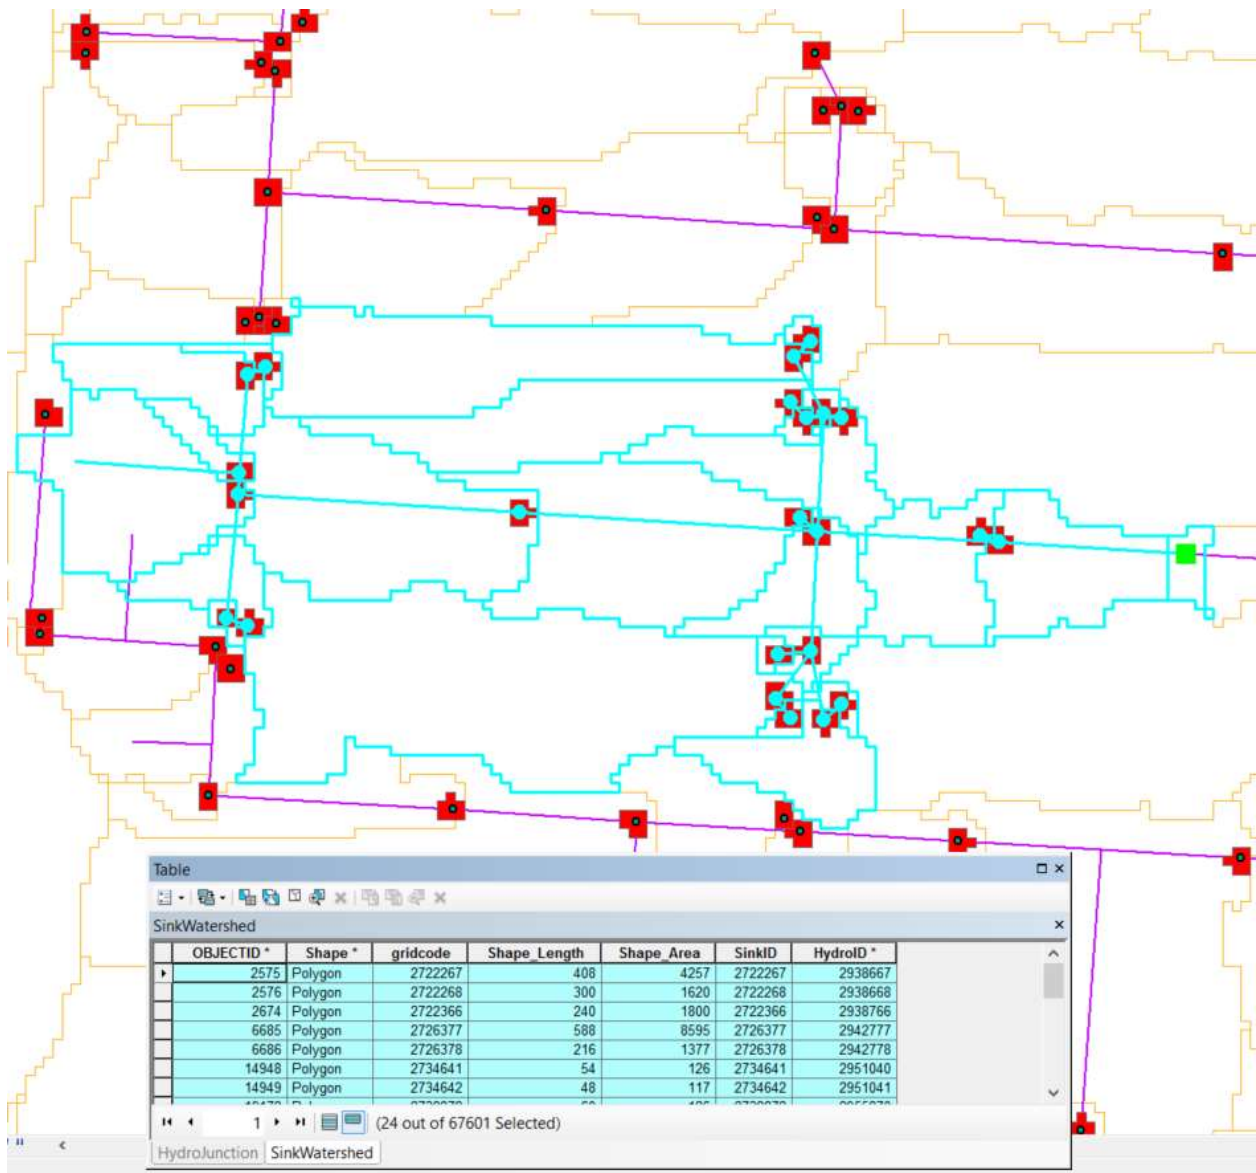 Table
SinkWatershed
OBJECTID * Shape * gridcode Shape_Length Shape_Area SinkID HydroID *
2575 Polygon 2722267 408 4257 2722267 2938667
2576 Polygon 2722268 300 1620 2722268 2938668
2674 Polygon 2722366 240 1800 2722366 2938766
6685 Polygon 2726377 588 8595 2726377 2942777
6686 Polygon 2726378 216 1377 2726378 2942778
14948 Polygon 2734641 54 126 2734641 2951040
14949 Polygon 2734642 48 117 2734642 2951041
1 (24 out of 67601 Selected)
HydroJunction SinkWatershed